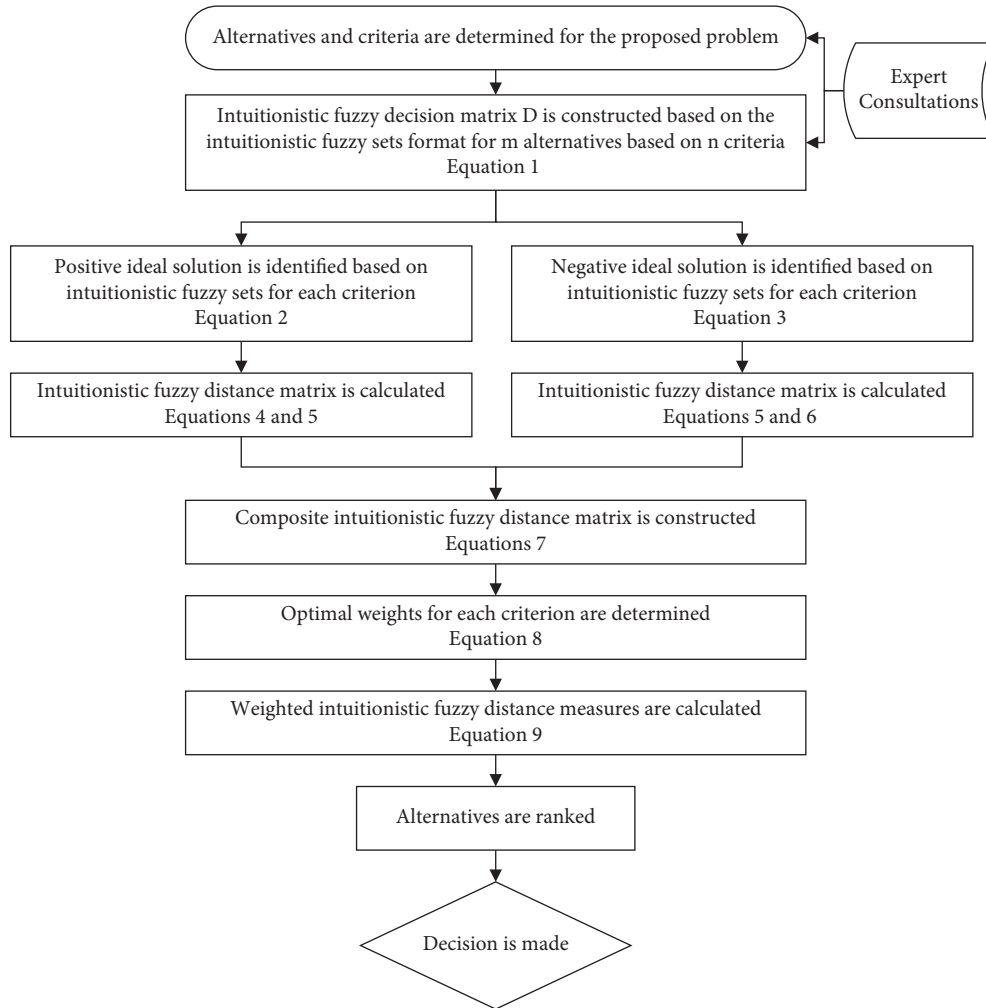 Alternatives and criteria are determined for the proposed problem
Expert
Consultations
Intuitionistic fuzzy decision matrix D is constructed based on the
intuitionistic fuzzy sets format for m alternatives based on n criteria
Equation 1
Positive ideal solution is identified based on
intuitionistic fuzzy sets for each criterion
Equation 2
Negative ideal solution is identified based on
intuitionistic fuzzy sets for each criterion
Equation 3
Intuitionistic fuzzy distance matrix is calculated
Equations 4 and 5
Intuitionistic fuzzy distance matrix is calculated
Equations 5 and 6
Composite intuitionistic fuzzy distance matrix is constructed
Equations 7
Optimal weights for each criterion are determined
Equation 8
Weighted intuitionistic fuzzy distance measures are calculated
Equation 9
Alternatives are ranked
Decision is made